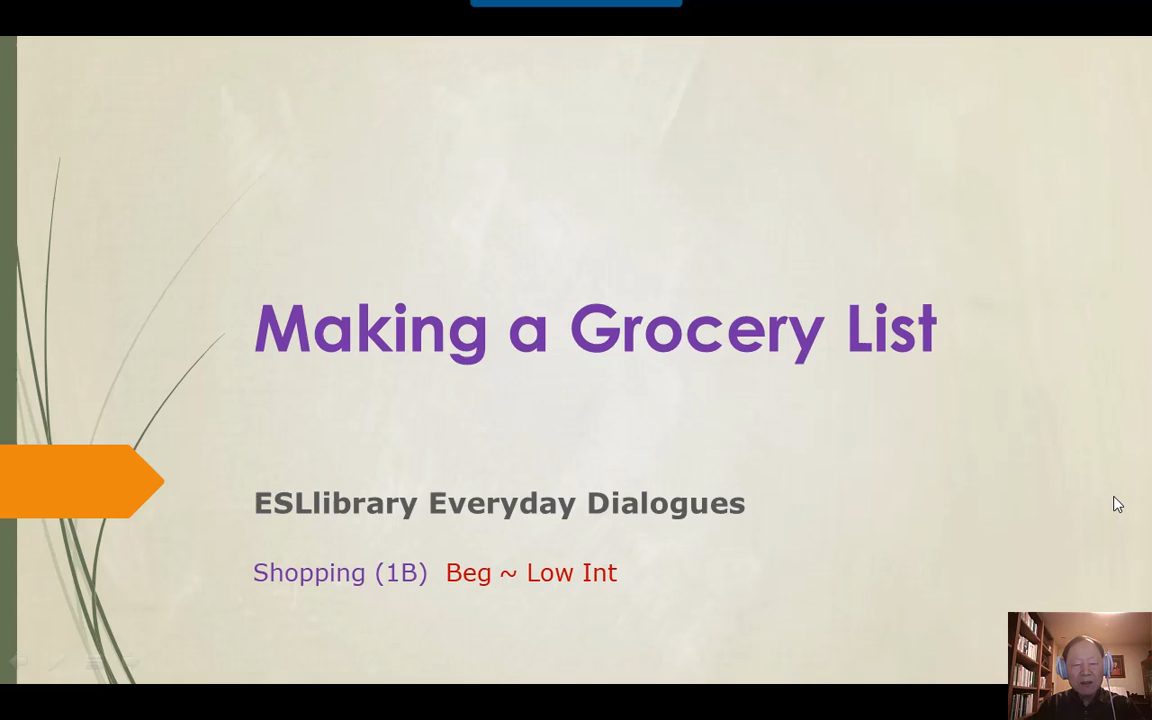 Making a Grocery List
ESLlibrary Everyday Dialogues
Shopping (1B) Beg ~ Low Int